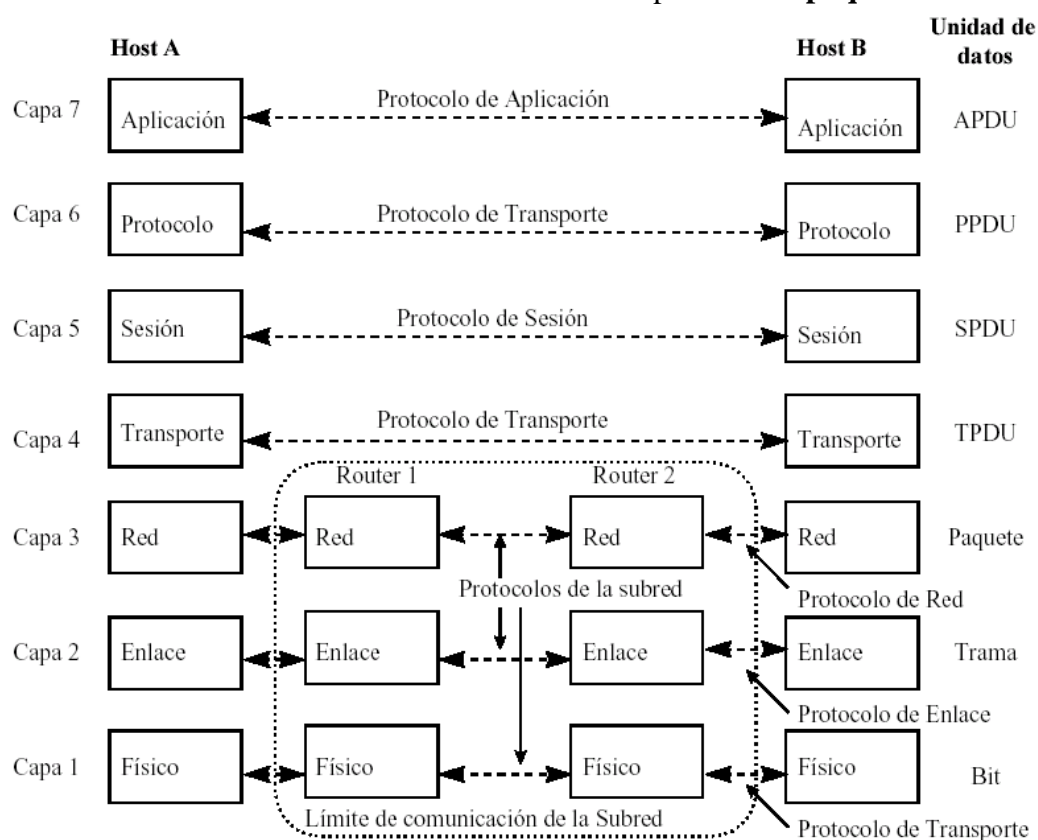 Host A
Host B
Unidad de
datos
Capa 7
Aplicación
Protocolo de Aplicación
Aplicación
APDU
Capa 6
Protocolo
Protocolo de Transporte
Protocolo
PPDU
Capa 5
Sesión
Protocolo de Sesión
Sesión
SPDU
Capa 4
Transporte
Protocolo de Transporte
Transporte
TPDU
Router 1
Router 2
Capa 3
Red
Red
Red
Red
Paquete
Protocolos de la subred
Protocolo de Red
Capa 2
Enlace
Enlace
Enlace
Enlace
Trama
Protocolo de Enlace
Capa 1
Físico
Físico
Físico
Físico
Bit
Límite de comunicación de la Subred
Protocolo de Transporte